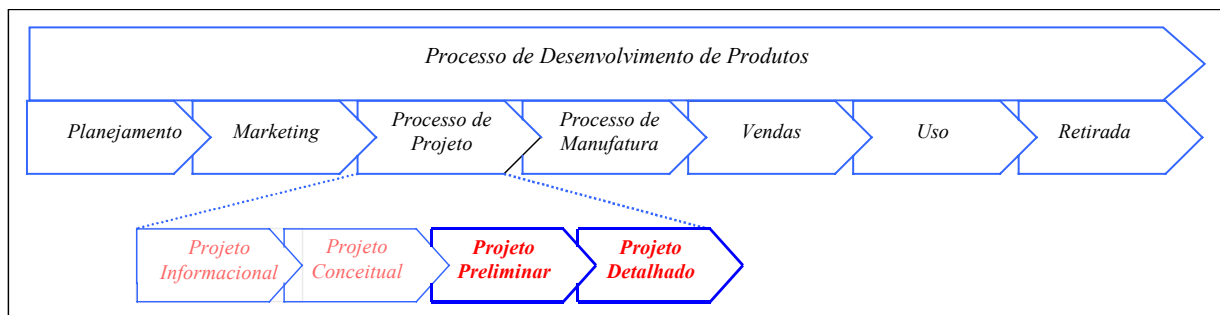 Processo de Desenvolvimento de Produtos
Planejamento
Marketing
Processo de
Projeto
Processo de
Manufatura
Vendas
Uso
Retirada
Projeto
Informacional
Projeto
Conceitual
Projeto
Preliminar
Projeto
Detalhado